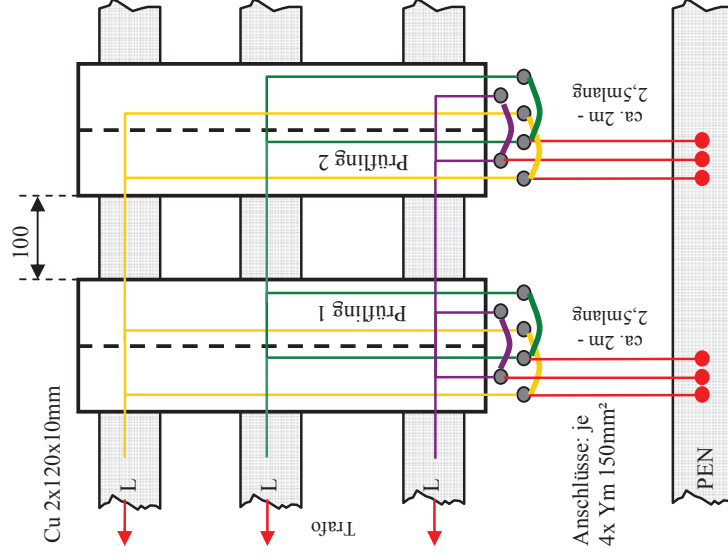 Cu 2x120x10mm
100
L
L
L
Trafo
Prüfling 1
Prüfling 2
ca. 2m -
2,5mlang
ca. 2m -
2,5mlang
Anschlüsse: je
4x Ym 150mm²
PEN